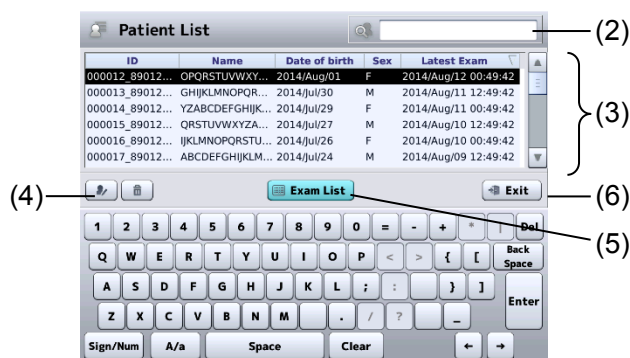 Patient List
(2)
ID Name Date of birth Sex Latest Exam
000012_89012... OPQRSTUVWXY... 2014/Aug/01 F 2014/Aug/12 00:49:42
000013_89012... GHIJKLMNOPQR... 2014/Jul/30 M 2014/Aug/11 12:49:42
000014_89012... YZABCDEFGHIJK... 2014/Jul/29 F 2014/Aug/11 00:49:42
(3)
000015_89012... QRSTUVWXYZA... 2014/Jul/27 M 2014/Aug/10 12:49:42
000016_89012... IJKLMNOPQRSTU... 2014/Jul/26 F 2014/Aug/10 00:49:42
000017_89012... ABCDEFGHIJKLM... 2014/Jul/24 M 2014/Aug/09 12:49:42
(4) Exam List Exit (6)
1 2 3 4 5 6 7 8 9 0 = - + * | Del
(5)
Q W E R T Y U I O P < > { [ Back Space
A S D F G H J K L ; : } ] Enter
Z X C V B N M . / ? _
Sign/Num A/a Space Clear ← →